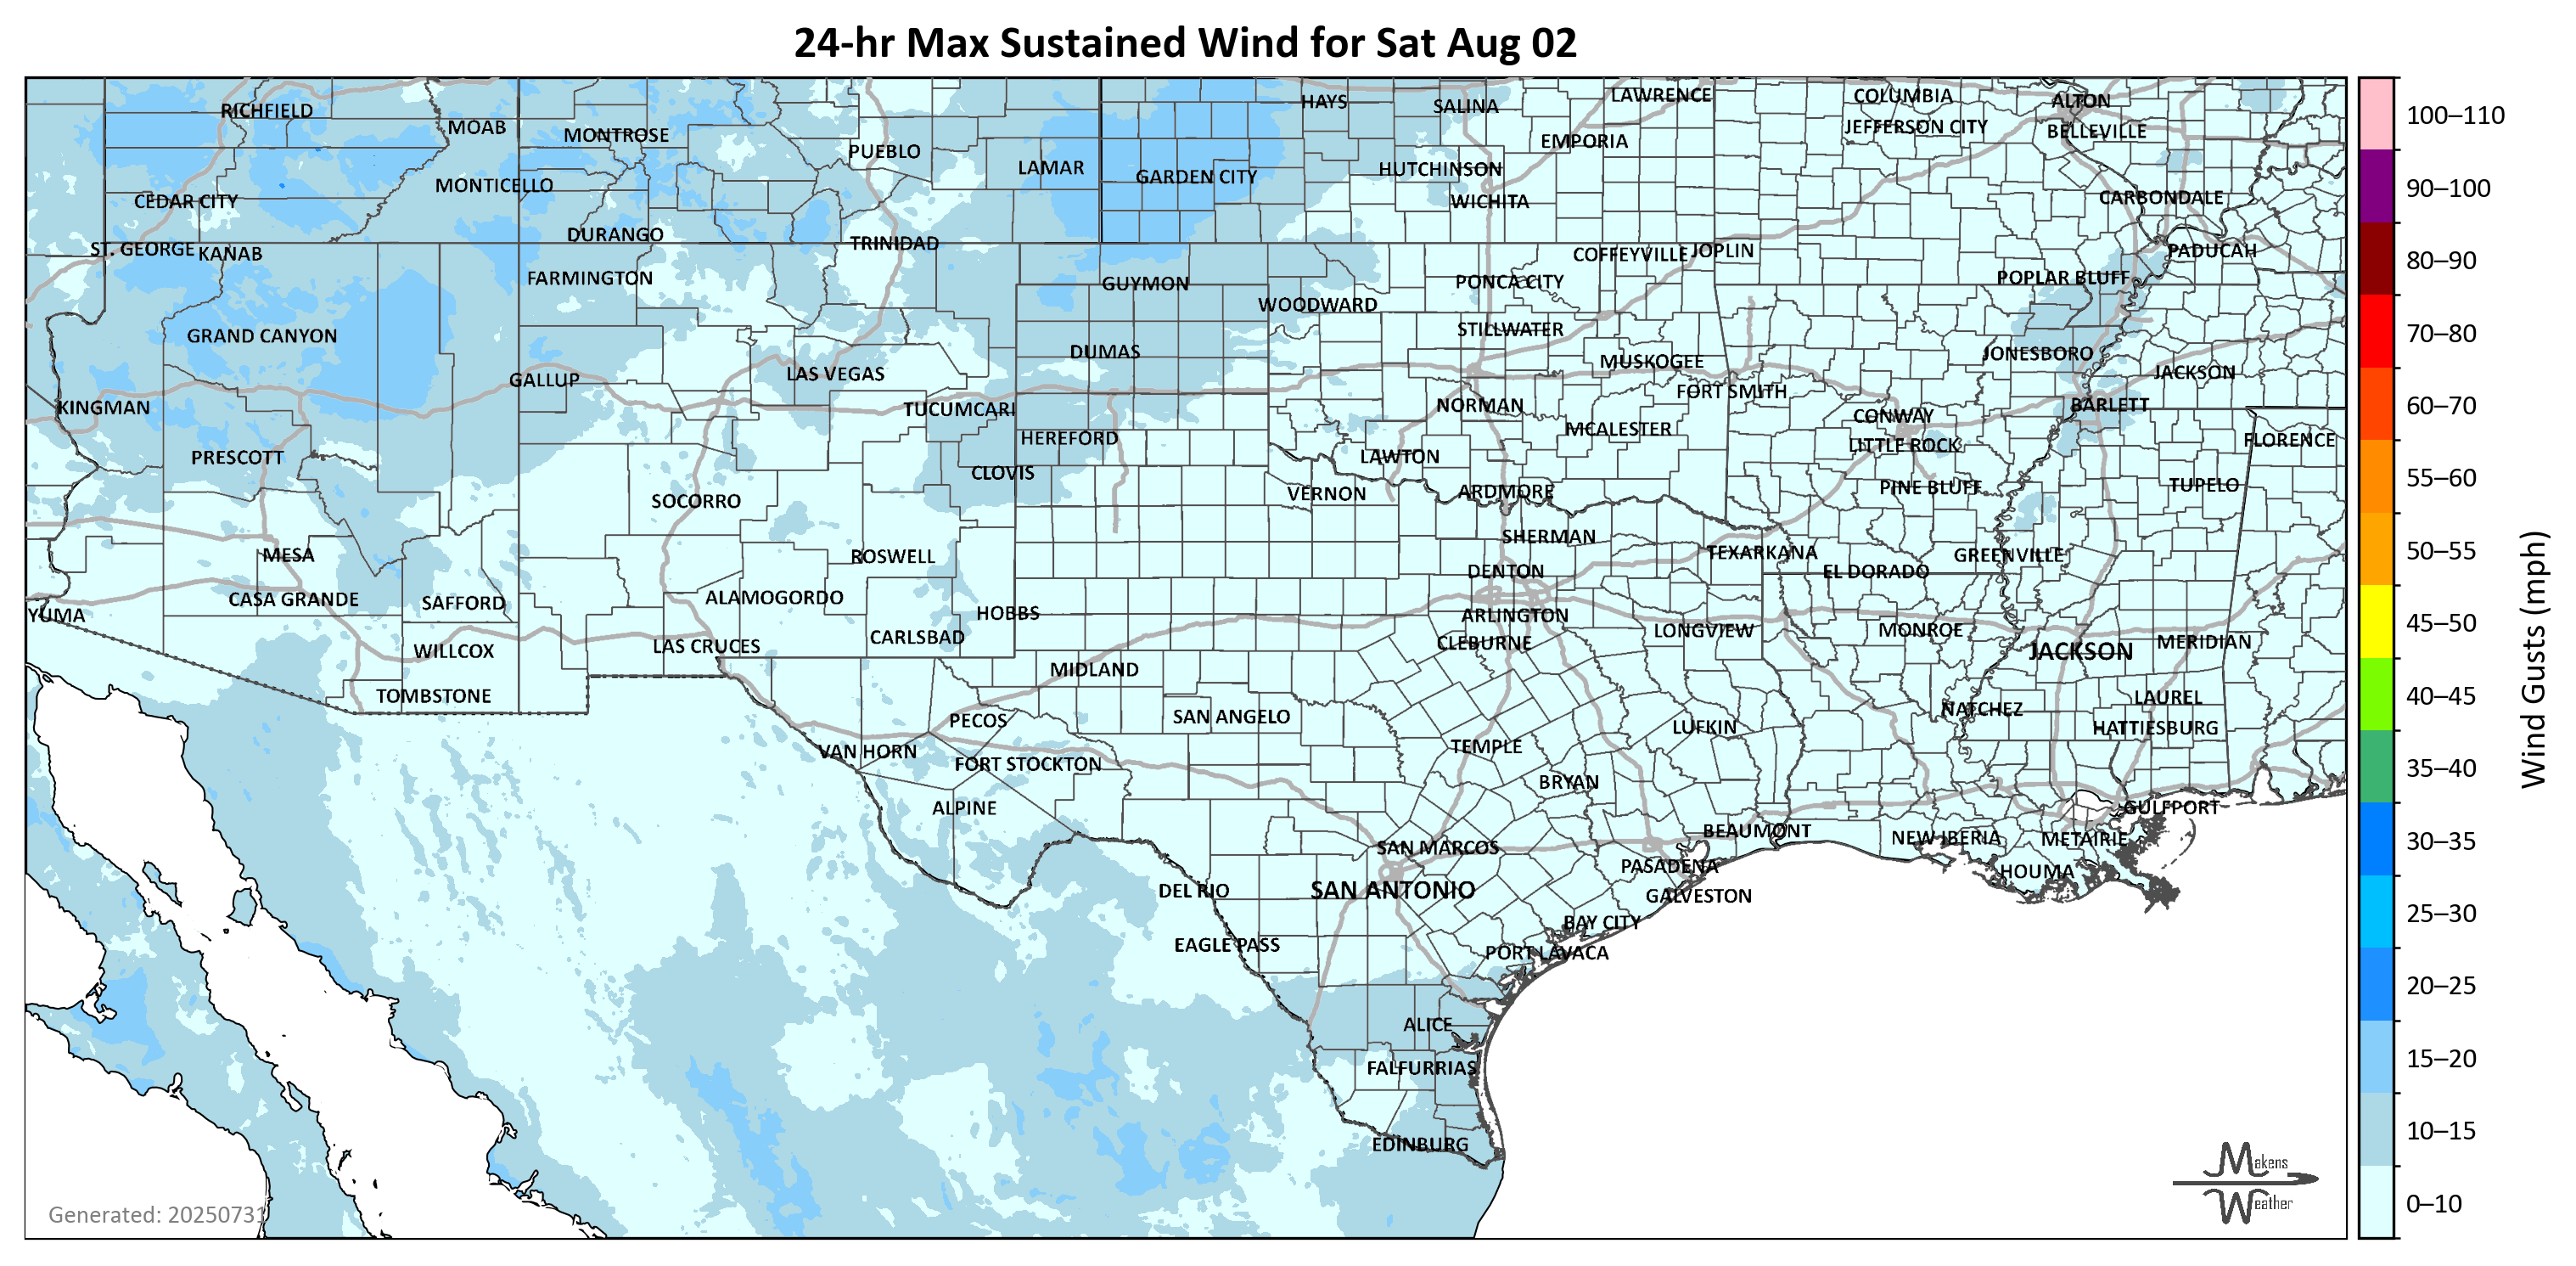 24-hr Max Sustained Wind for Sat Aug 02
RICHFIELD
MOAB
MONTROSE
PUEBLO
LAMAR
HAYS
SALINA
LAWRENCE
COLUMBIA
ALTON
EMPORIA
JEFFERSON CITY
BELLEVILLE
CEDAR CITY
MONTICELLO
GARDEN CITY
HUTCHINSON
WICHITA
CARBONDALE
ST. GEORGE
KANAB
DURANGO
TRINIDAD
COFFEYVILLE
JOPLIN
PADUCAH
FARMINGTON
GUYMON
WOODWARD
PONCA CITY
POPLAR BLUFF
GRAND CANYON
DUMAS
STILLWATER
JONESBORO
KINGMAN
GALLUP
LAS VEGAS
MUSKOGEE
FORT SMITH
JACKSON
TUCUMCARI
NORMAN
CONWAY
BARLETT
PRESCOTT
HEREFORD
CLOVIS
LAWTON
MCALESTER
LITTLE ROCK
FLORENCE
SOCORRO
VERNON
ARDMORE
PINE BLUFF
TUPELO
MESA
ROSWELL
SHERMAN
TEXARKANA
GREENVILLE
YUMA
CASA GRANDE
SAFFORD
ALAMOGORDO
HOBBS
DENTON
EL DORADO
ARLINGTON
CLEBURNE
LONGVIEW
MONROE
WILLCOX
LAS CRUCES
CARLSBAD
MIDLAND
JACKSON
MERIDIAN
TOMBSTONE
PECOS
SAN ANGELO
LUFKIN
NATCHEZ
LAUREL
HATTIESBURG
VAN HORN
FORT STOCKTON
TEMPLE
BRYAN
ALPINE
BEAUMONT
GULFPORT
SAN MARCOS
NEW IBERIA
METAIRIE
DEL RIO
SAN ANTONIO
PASADENA
GALVESTON
HOUMA
EAGLE PASS
BAY CITY
PORT LAVACA
ALICE
FALFURRIAS
EDINBURG
Generated: 20250731
Makens
Weather
100–110
90–100
80–90
70–80
60–70
55–60
50–55
45–50
40–45
35–40
30–35
25–30
20–25
15–20
10–15
0–10
Wind Gusts (mph)